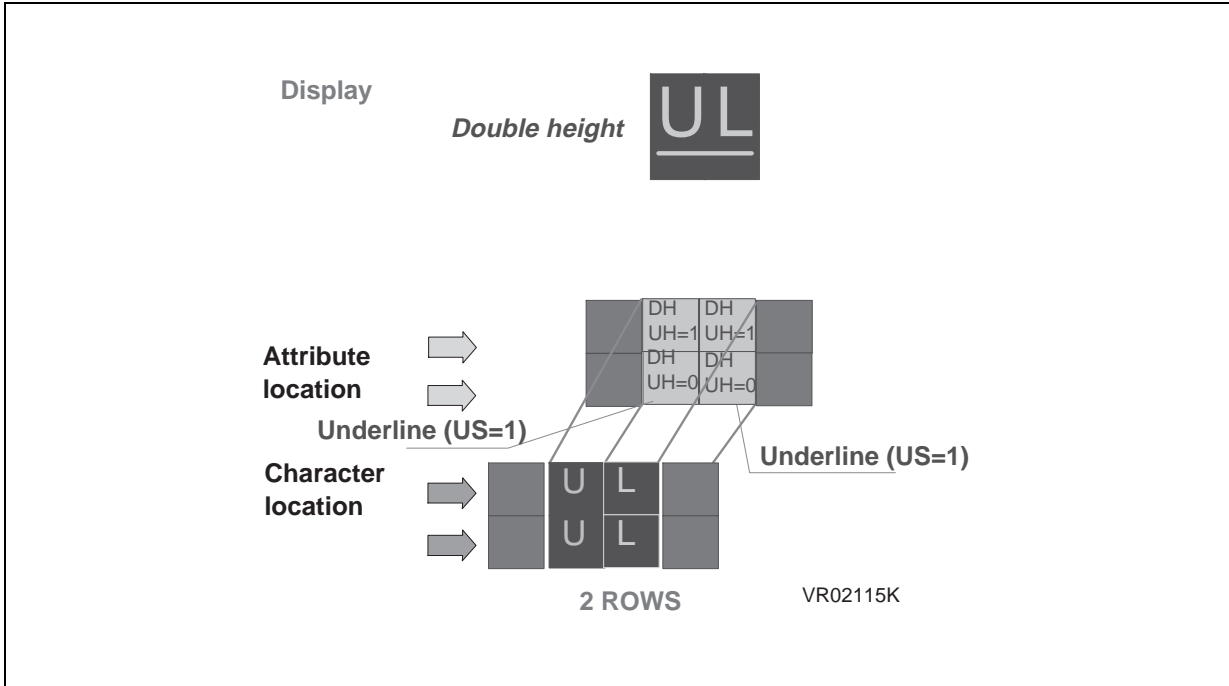 Display
Double height
UL
DH DH
UH=1 UH=1
DH DH
UH=0 UH=0
Attribute
location
Underline (US=1)
Underline (US=1)
Character
location
U L
U L
2 ROWS
VR02115K